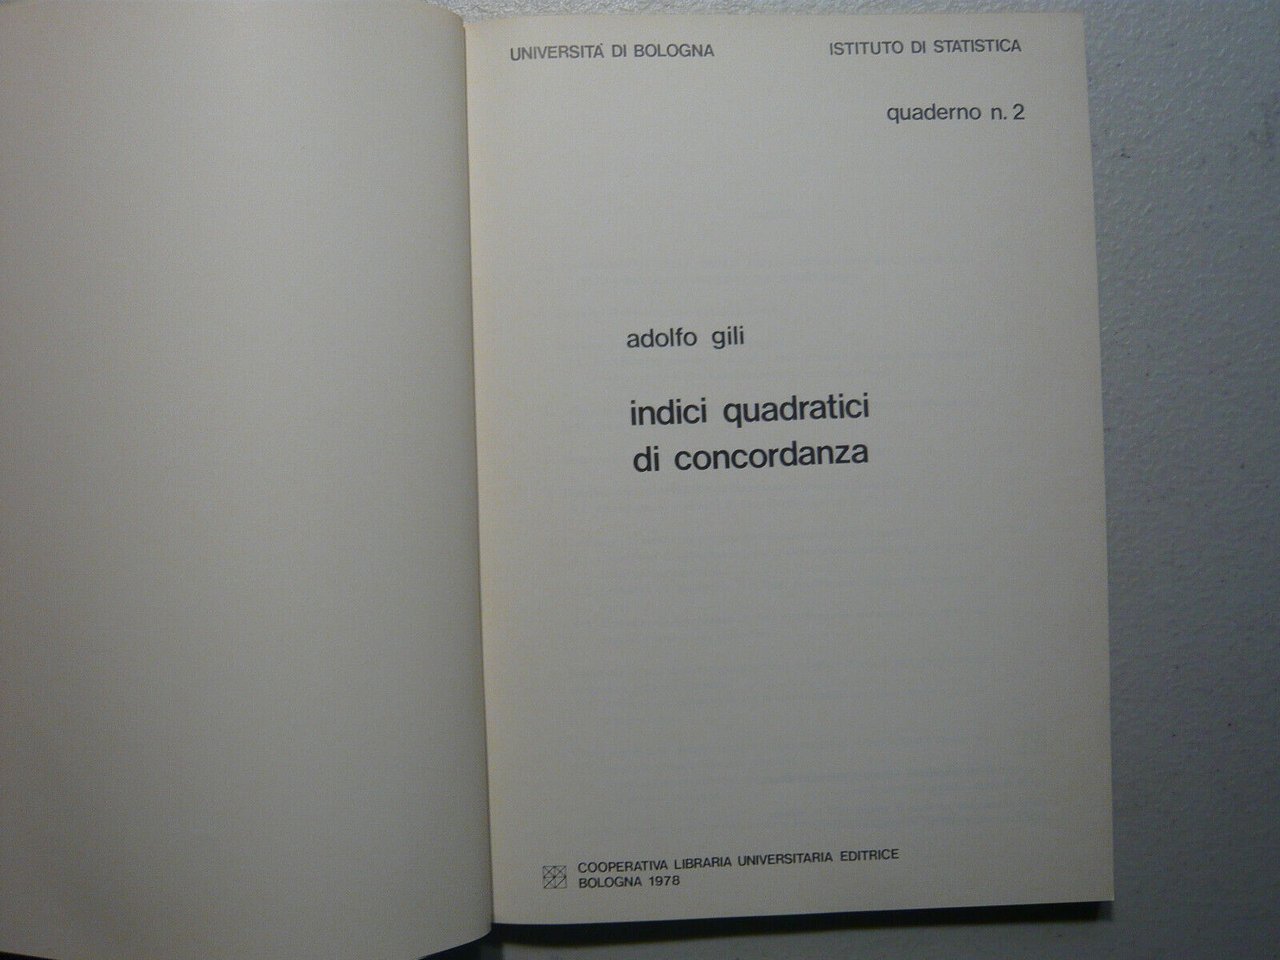 UNIVERSITÁ DI BOLOGNA
ISTITUTO DI STATISTICA
quaderno n. 2
adolfo gili
indici quadratici
di concordanza
COOPERATIVA LIBRARIA UNIVERSITARIA EDITRICE
BOLOGNA 1978